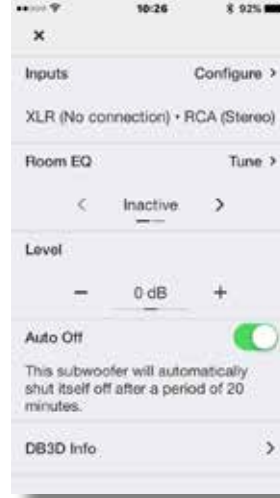 10:26 92%
×
Inputs Configure >
XLR (No connection) • RCA (Stereo)
Room EQ Tune >
< Inactive >
Level
− 0 dB +
Auto Off
This subwoofer will automatically
shut itself off after a period of 20
minutes.
DB3D Info >